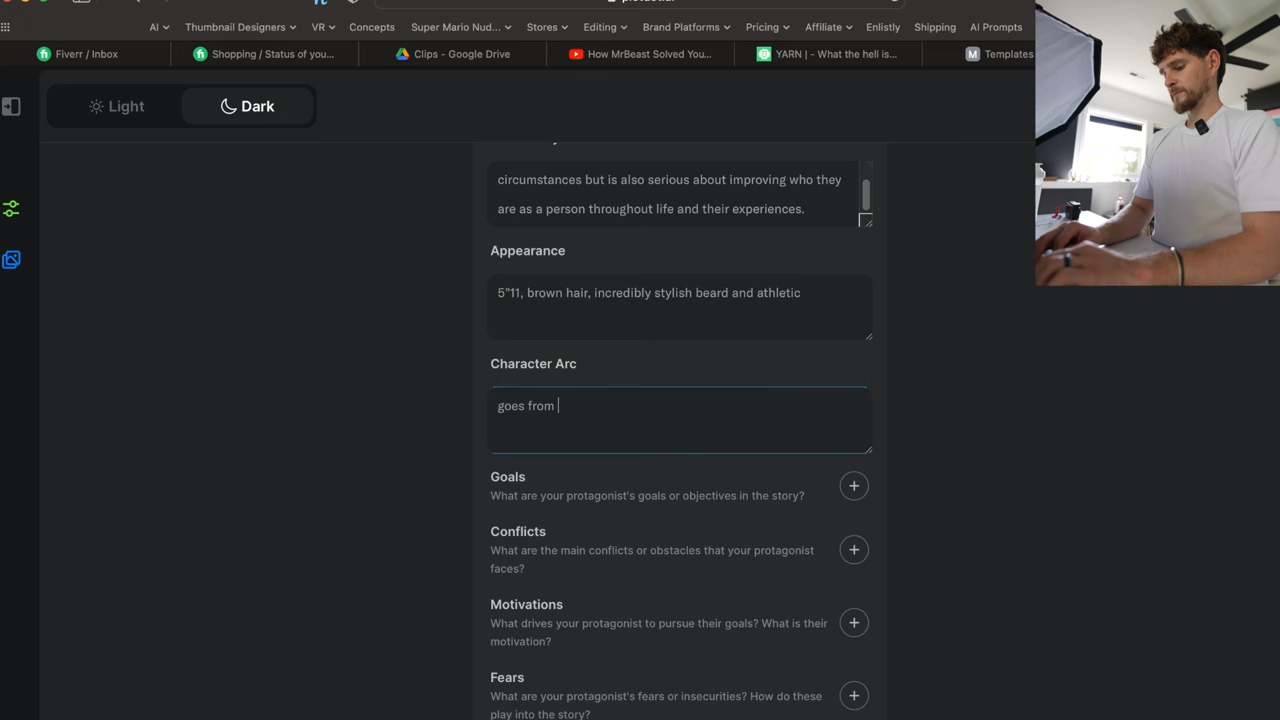 AI
Thumbnail Designers
VR
Concepts
Super Mario Nud...
Stores
Editing
Brand Platforms
Pricing
Affiliate
Enlistly
Shipping
AI Prompts
Fiverr / Inbox
Shopping / Status of you...
Clips - Google Drive
How MrBeast Solved You...
YARN | - What the hell is...
M Templates
Light
Dark
circumstances but is also serious about improving who they
are as a person throughout life and their experiences.
Appearance
5"11, brown hair, incredibly stylish beard and athletic
Character Arc
goes from
Goals
What are your protagonist's goals or objectives in the story?
Conflicts
What are the main conflicts or obstacles that your protagonist
faces?
Motivations
What drives your protagonist to pursue their goals? What is their
motivation?
Fears
What are your protagonist's fears or insecurities? How do these
play into the story?